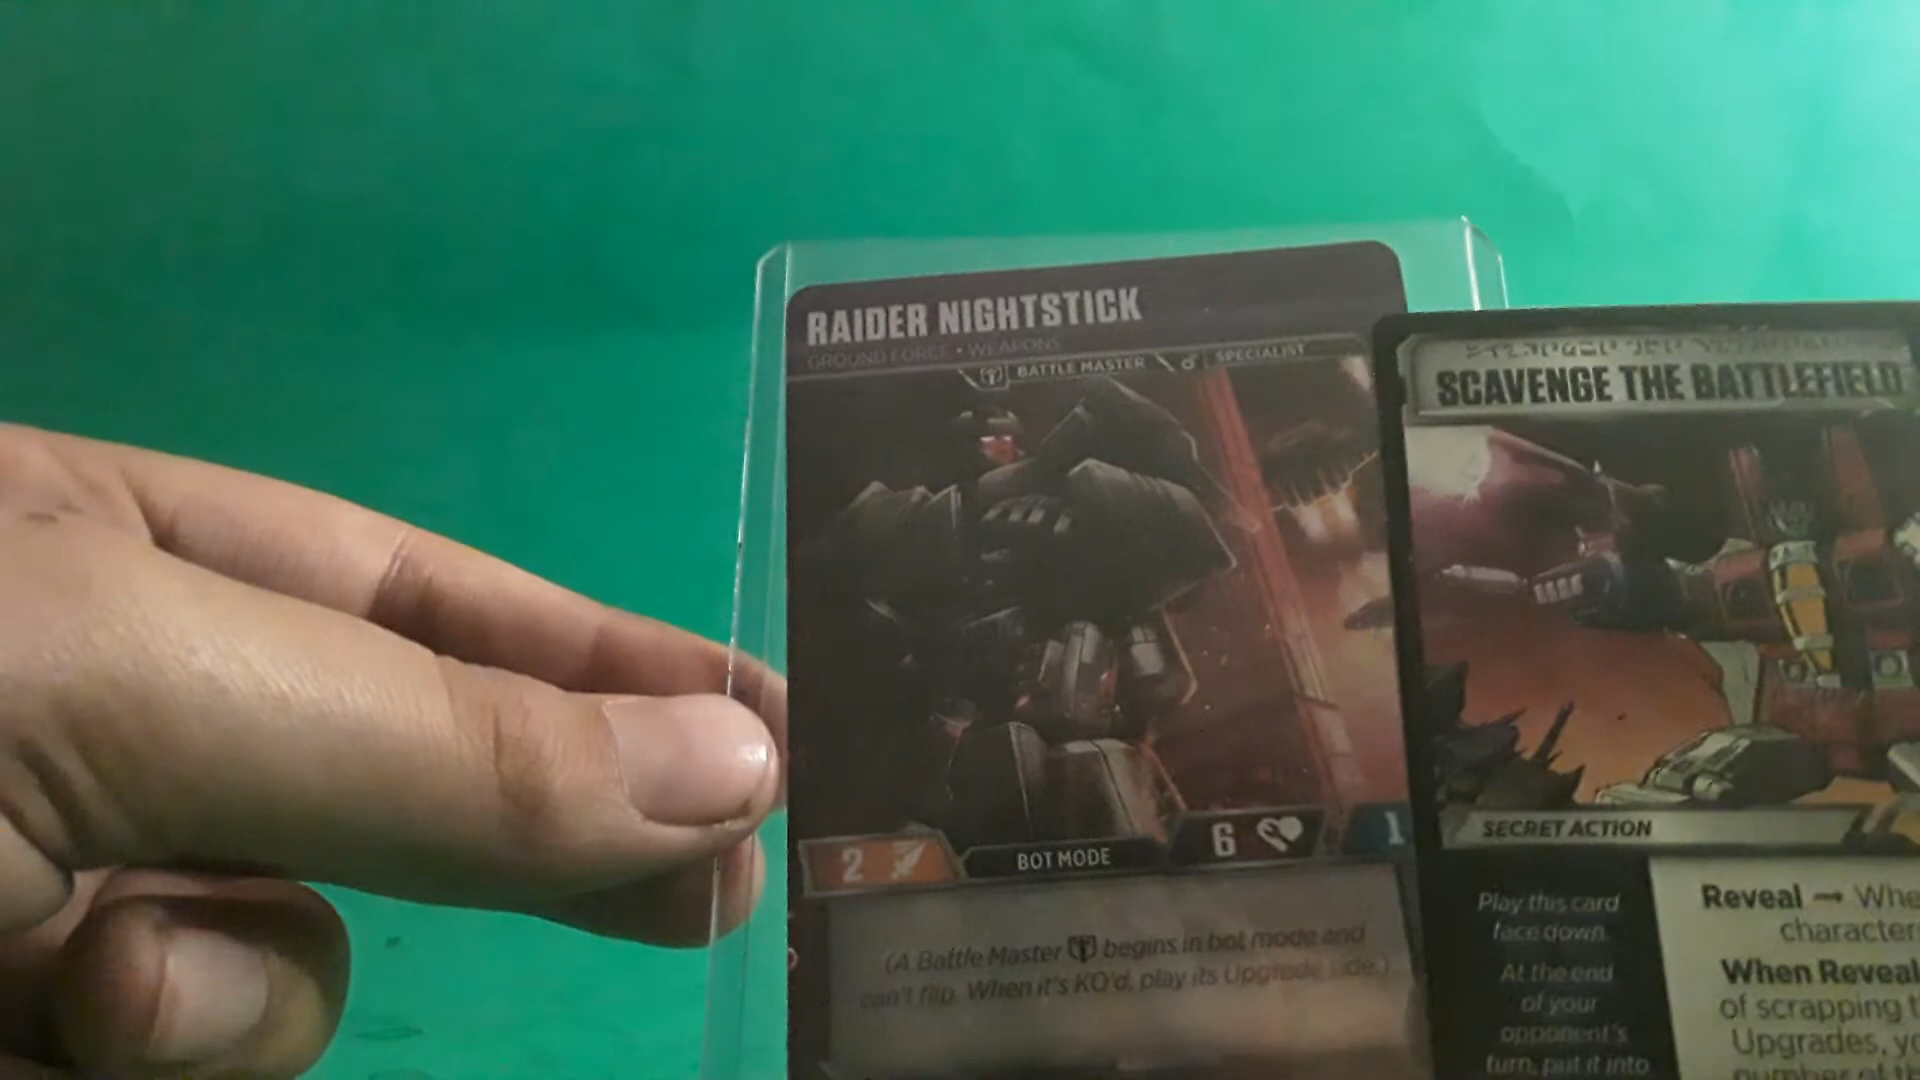 RAIDER NIGHTSTICK
GROUND FORCE • WEAPONS
BATTLE MASTER
SPECIALIST
2
BOT MODE
6
1
(A Battle Master begins in bot mode and
can't flip. When it's KO'd, play its Upgrade side.)
SCAVENGE THE BATTLEFIELD
SECRET ACTION
Play this card
face down.
At the end
of your
opponent's
turn, put it into
Reveal → Whe
character
When Reveal
of scrapping t
Upgrades, yo
number of th